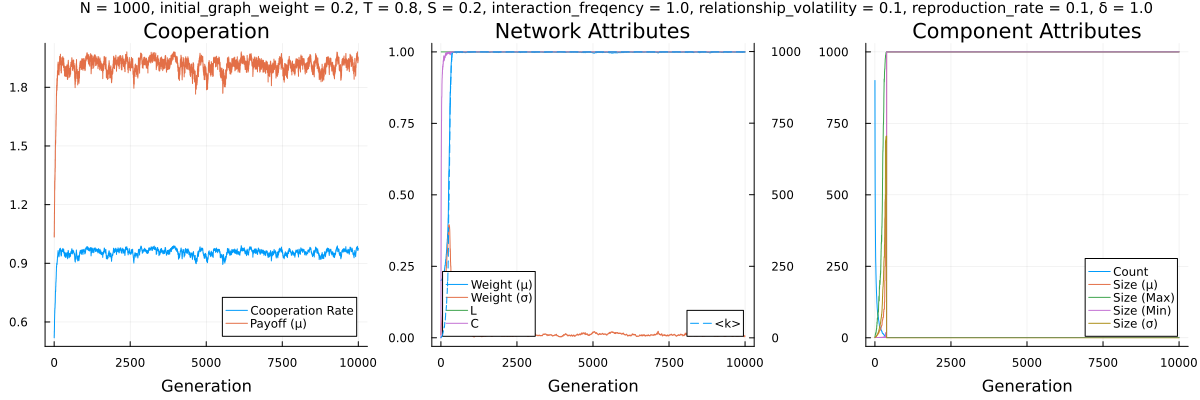 N = 1000, initial_graph_weight = 0.2, T = 0.8, S = 0.2, interaction_freqency = 1.0, relationship_volatility = 0.1, reproduction_rate = 0.1, δ = 1.0
Cooperation
1.8
1.5
1.2
0.9
0.6
Cooperation Rate
Payoff (μ)
0
2500
5000
7500
10000
Generation
Network Attributes
1.00
0.75
0.50
0.25
0.00
1000
750
500
250
0
Weight (μ)
Weight (σ)
L
C
<k>
0
2500
5000
7500
10000
Generation
Component Attributes
1000
750
500
250
0
Count
Size (μ)
Size (Max)
Size (Min)
Size (σ)
0
2500
5000
7500
10000
Generation